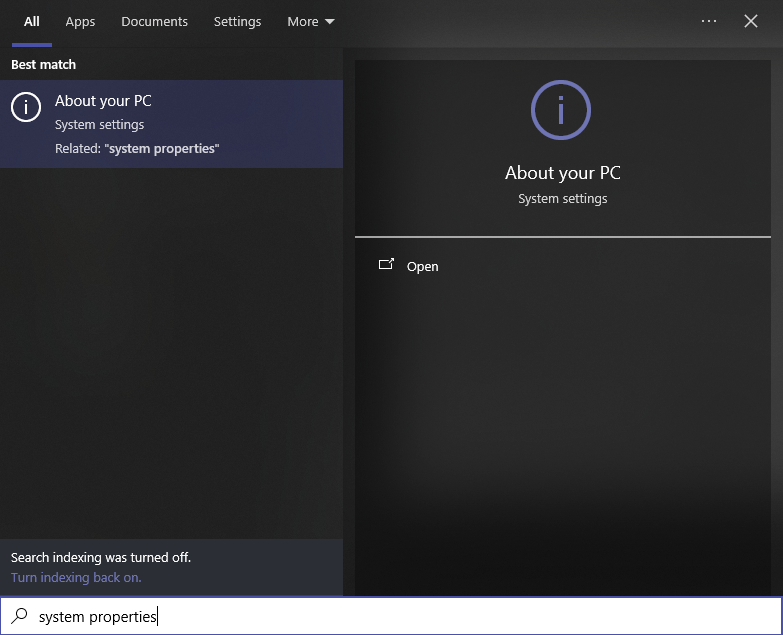 All Apps Documents Settings More ...
Best match
About your PC
System settings
Related: "system properties"
About your PC
System settings
Open
Search indexing was turned off.
Turn indexing back on.
system properties